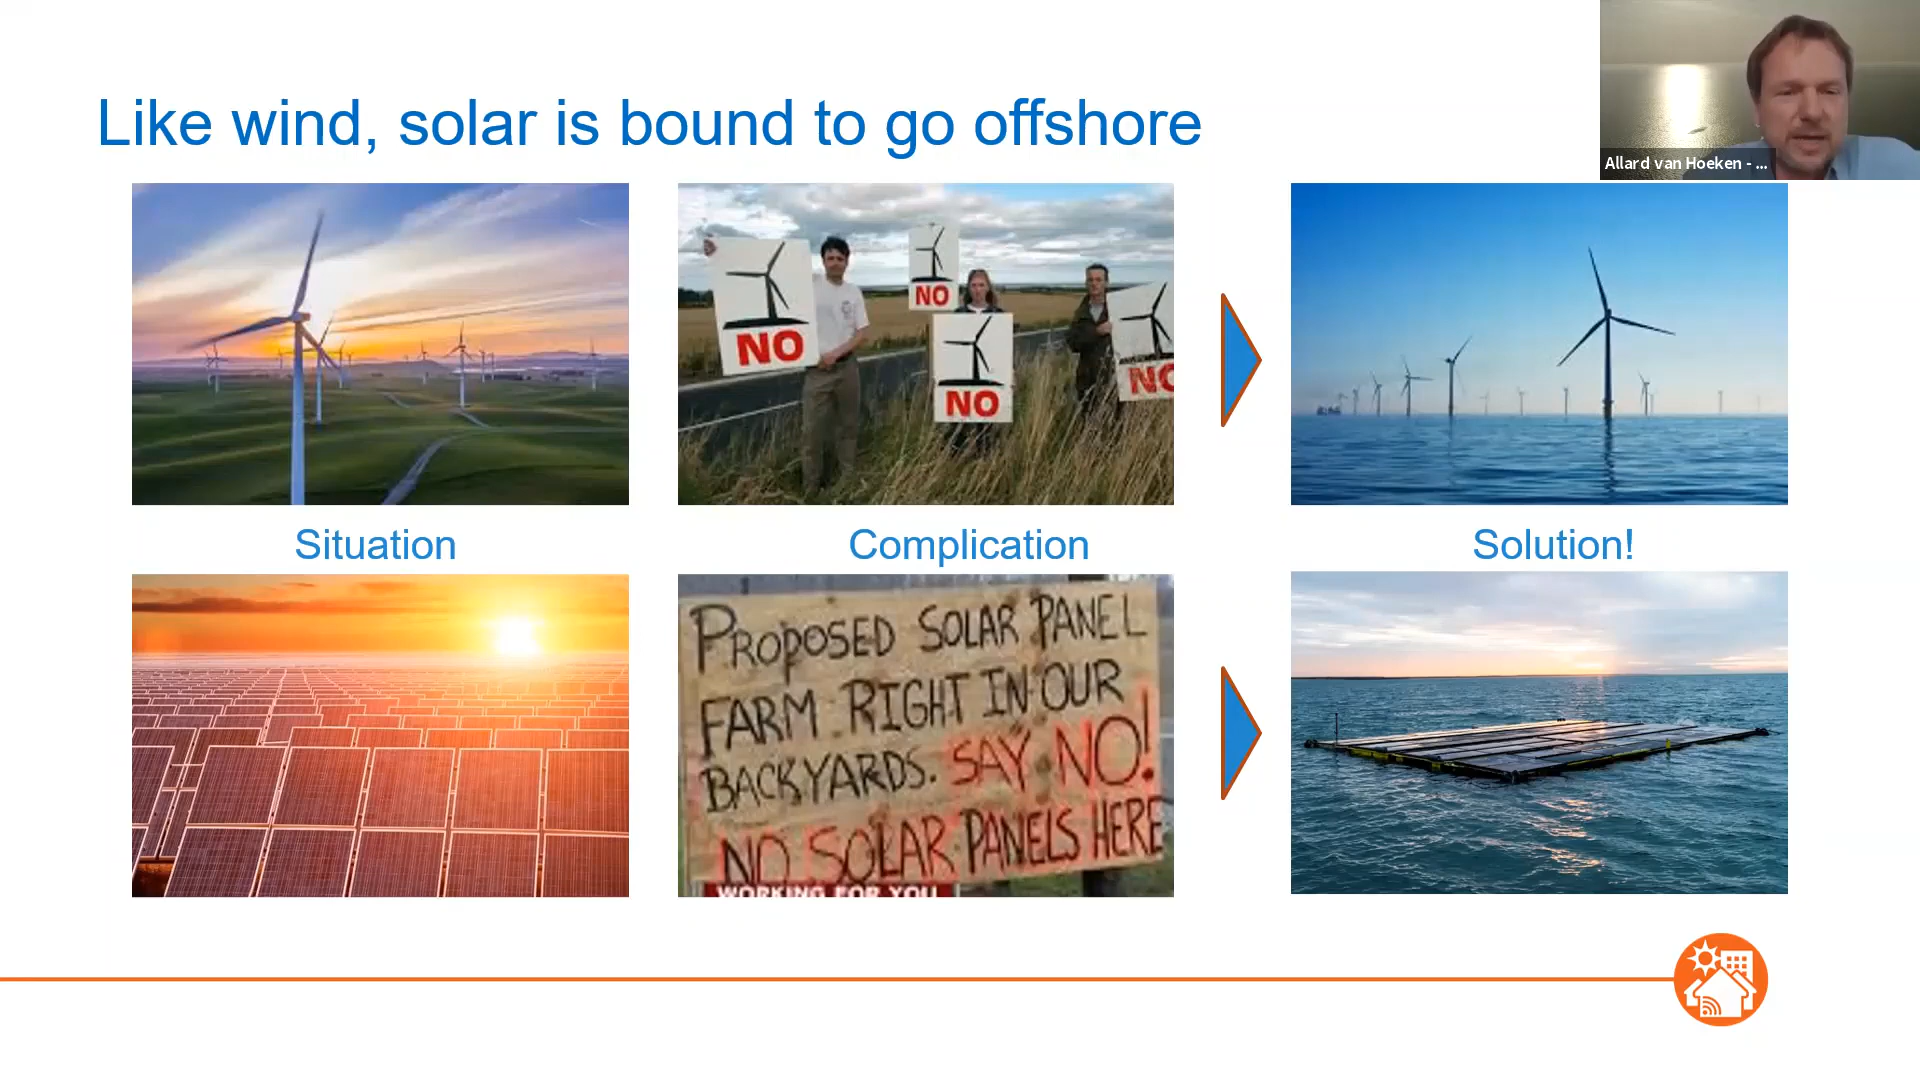 Allard van Hoeken - ...
Like wind, solar is bound to go offshore
NO
NO
NO
NO
Situation
Complication
Solution!
PROPOSED SOLAR PANEL
FARM RIGHT IN OUR
BACKYARDS. SAY NO!
NO SOLAR PANELS HERE
WORKING FOR YOU